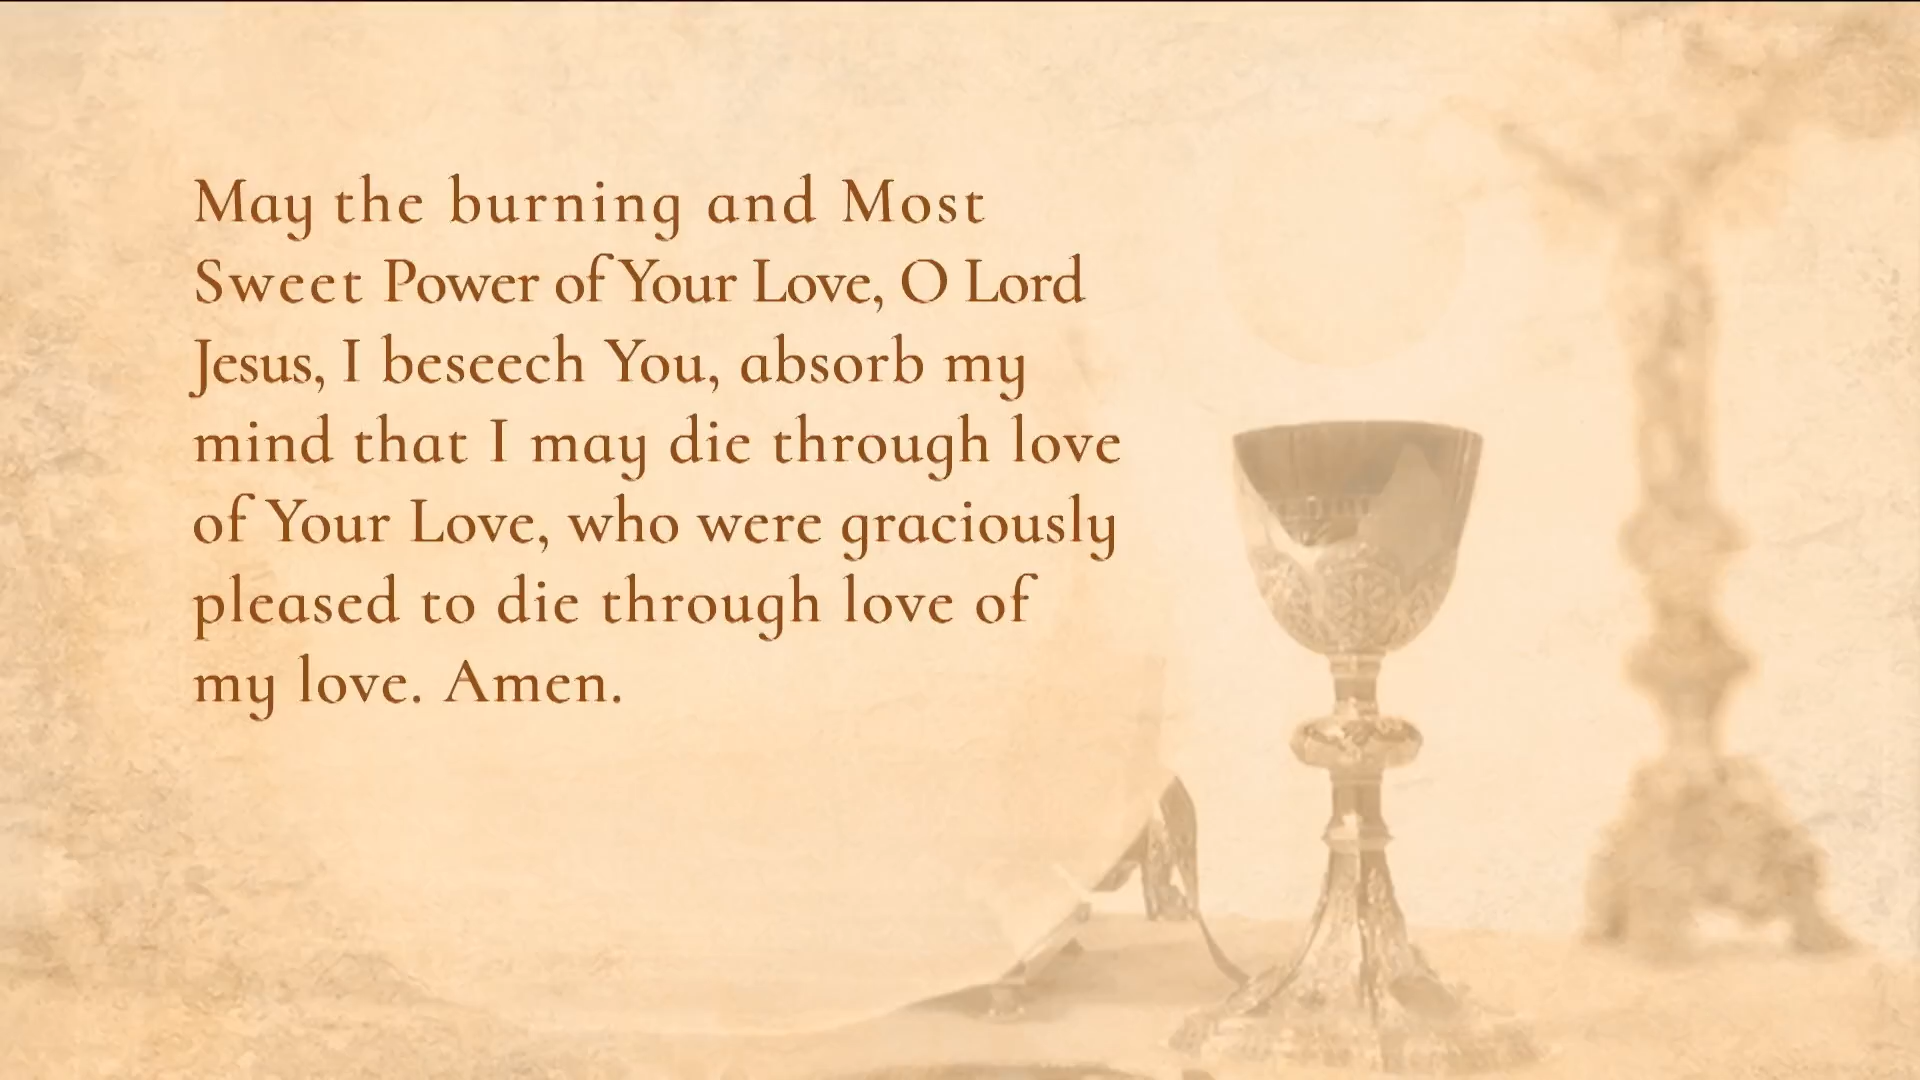 May the burning and Most
Sweet Power of Your Love, O Lord
Jesus, I beseech You, absorb my
mind that I may die through love
of Your Love, who were graciously
pleased to die through love of
my love. Amen.